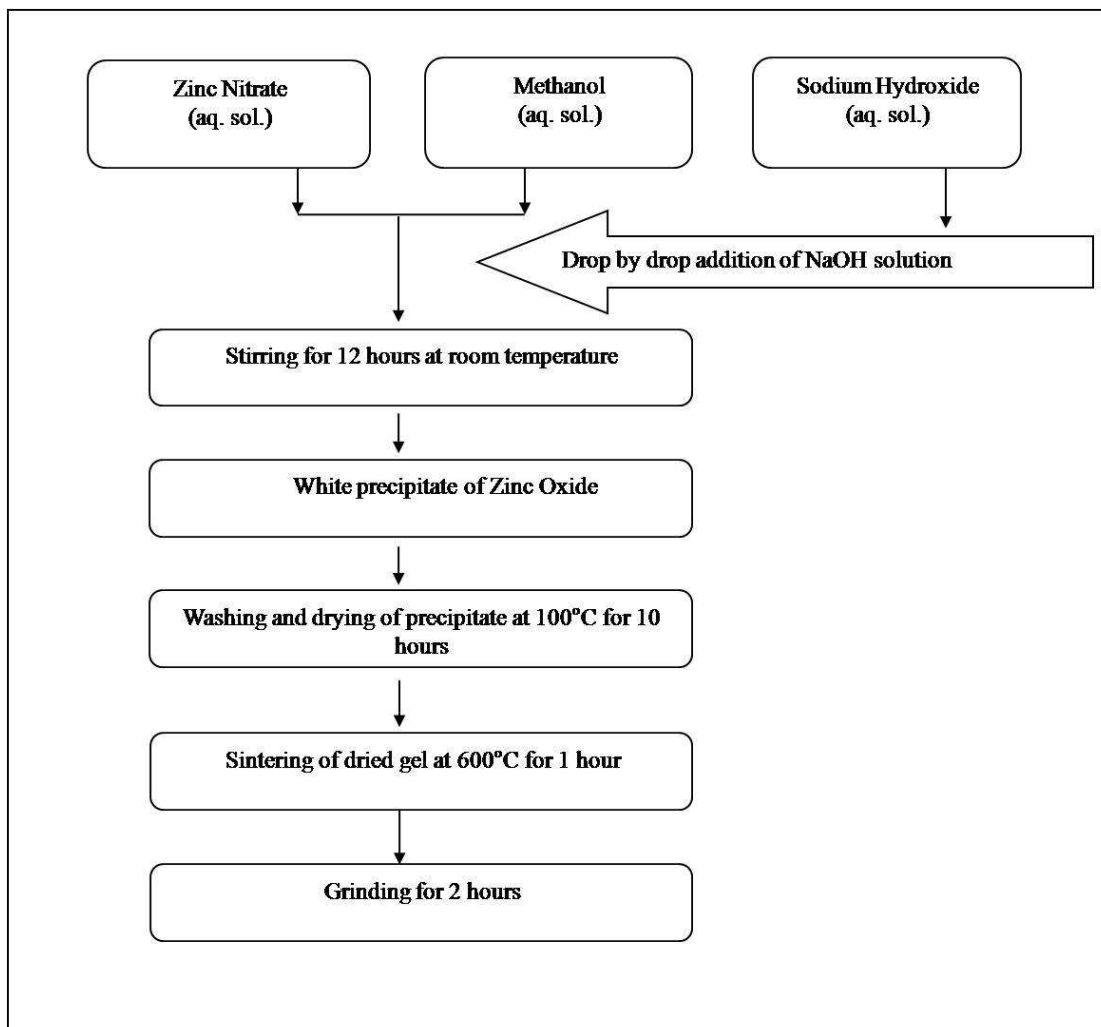 Zinc Nitrate
(aq. sol.)
Methanol
(aq. sol.)
Sodium Hydroxide
(aq. sol.)
Drop by drop addition of NaOH solution
Stirring for 12 hours at room temperature
White precipitate of Zinc Oxide
Washing and drying of precipitate at 100°C for 10
hours
Sintering of dried gel at 600°C for 1 hour
Grinding for 2 hours